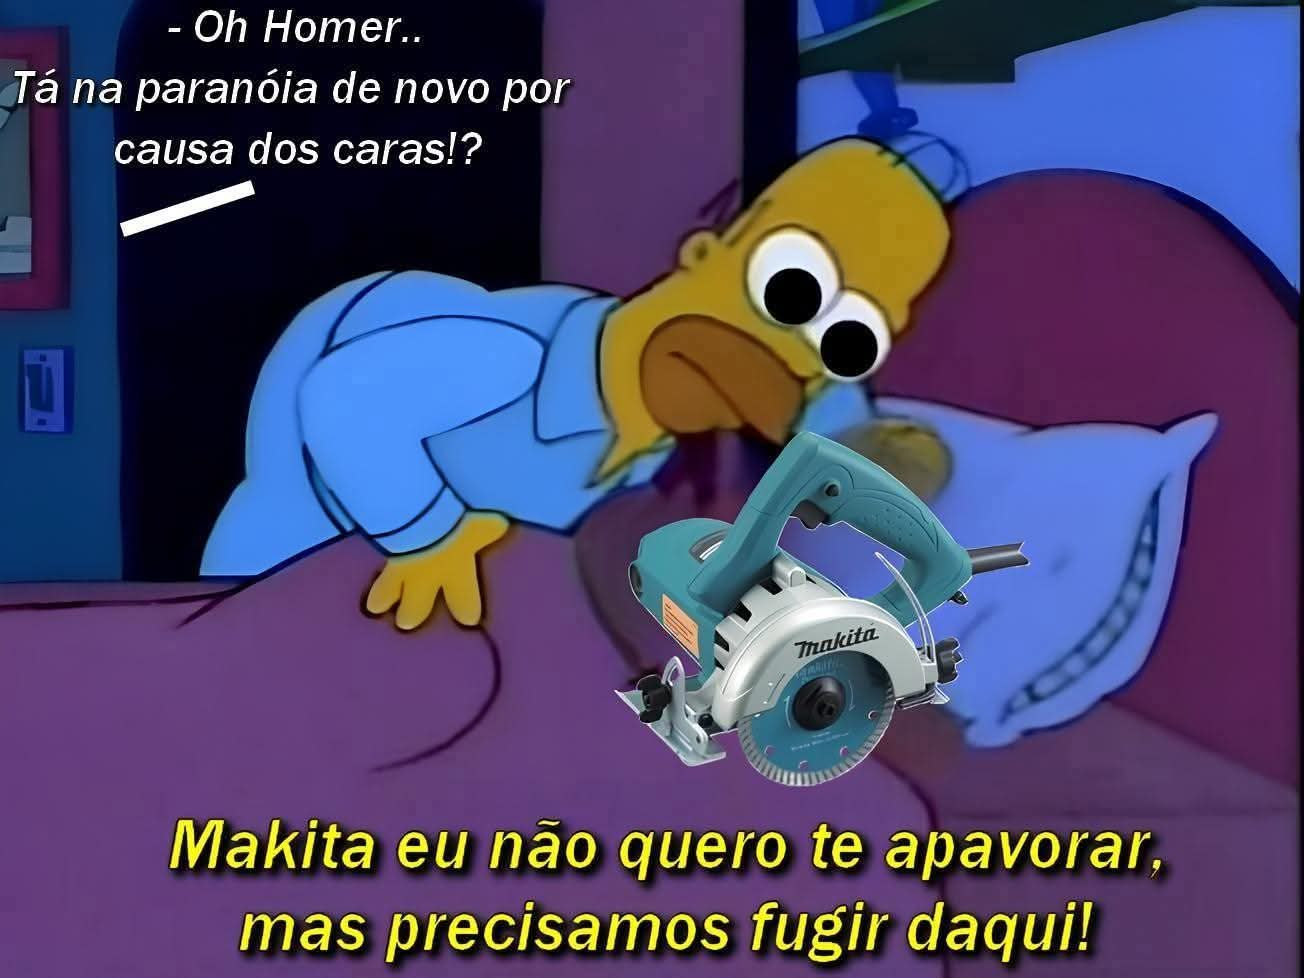 - Oh Homer..
Tá na paranóia de novo por
causa dos caras!?
makita
Makita eu não quero te apavorar,
mas precisamos fugir daqui!